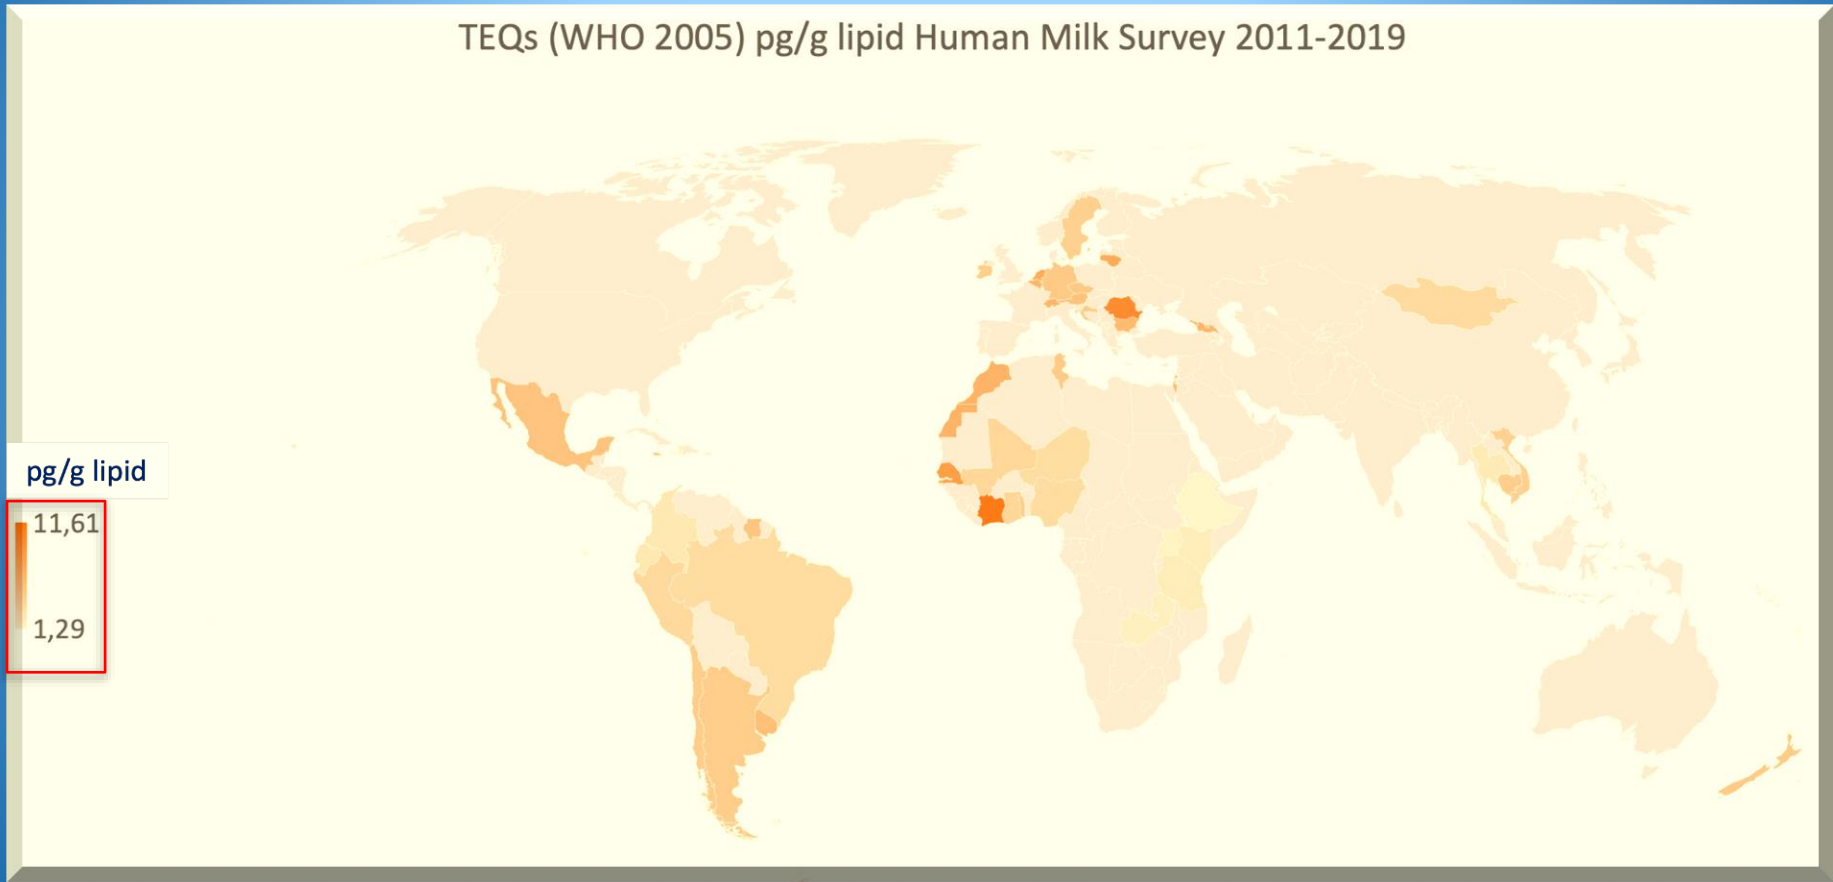 TEQs (WHO 2005) pg/g lipid Human Milk Survey 2011-2019
pg/g lipid
11,61
1,29